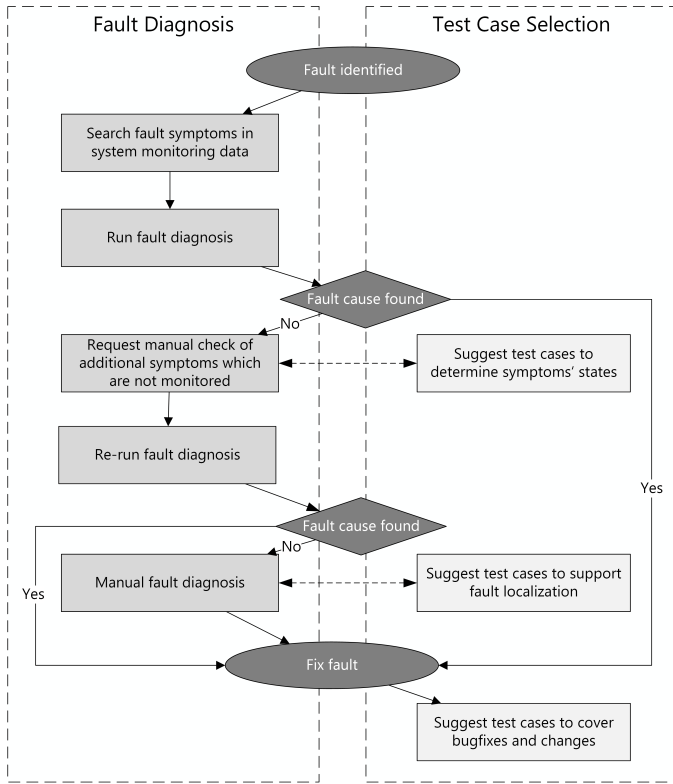 Fault Diagnosis
Test Case Selection
Fault identified
Search fault symptoms in
system monitoring data
Run fault diagnosis
Fault cause found
No
Request manual check of
additional symptoms which
are not monitored
Suggest test cases to
determine symptoms‘ states
Re-run fault diagnosis
Yes
Fault cause found
No
Manual fault diagnosis
Suggest test cases to support
fault localization
Yes
Fix fault
Suggest test cases to cover
bugfixes and changes